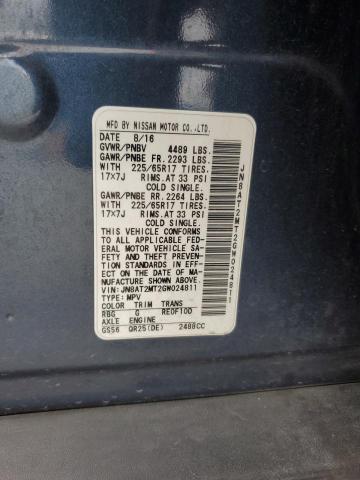 MFD BY NISSAN MOTOR CO.,LTD.
DATE 8/16
GVWR/PNBV 4489 LBS.
GAWR/PNBE FR. 2293 LBS.
WITH 225/65R17 TIRES.
17X7J RIMS.AT 33 PSI
COLD SINGLE.
GAWR/PNBE RR. 2264 LBS.
WITH 225/65R17 TIRES.
17X7J RIMS.AT 33 PSI
COLD SINGLE.
THIS VEHICLE CONFORMS
TO ALL APPLICABLE FED-
ERAL MOTOR VEHICLE SA-
FETY AND THEFT PREVENTION
STANDARDS IN EFFECT
ON THE DATE OF MA-
NUFACTURE SHOWN ABOVE.
VIN:JN8AT2MT2GW024811
TYPE: MPV
COLOR TRIM TRANS
RBG G RE0F10D
AXLE ENGINE
GS56 QR25(DE) 2488CC
JN8AT2MT2GW024811